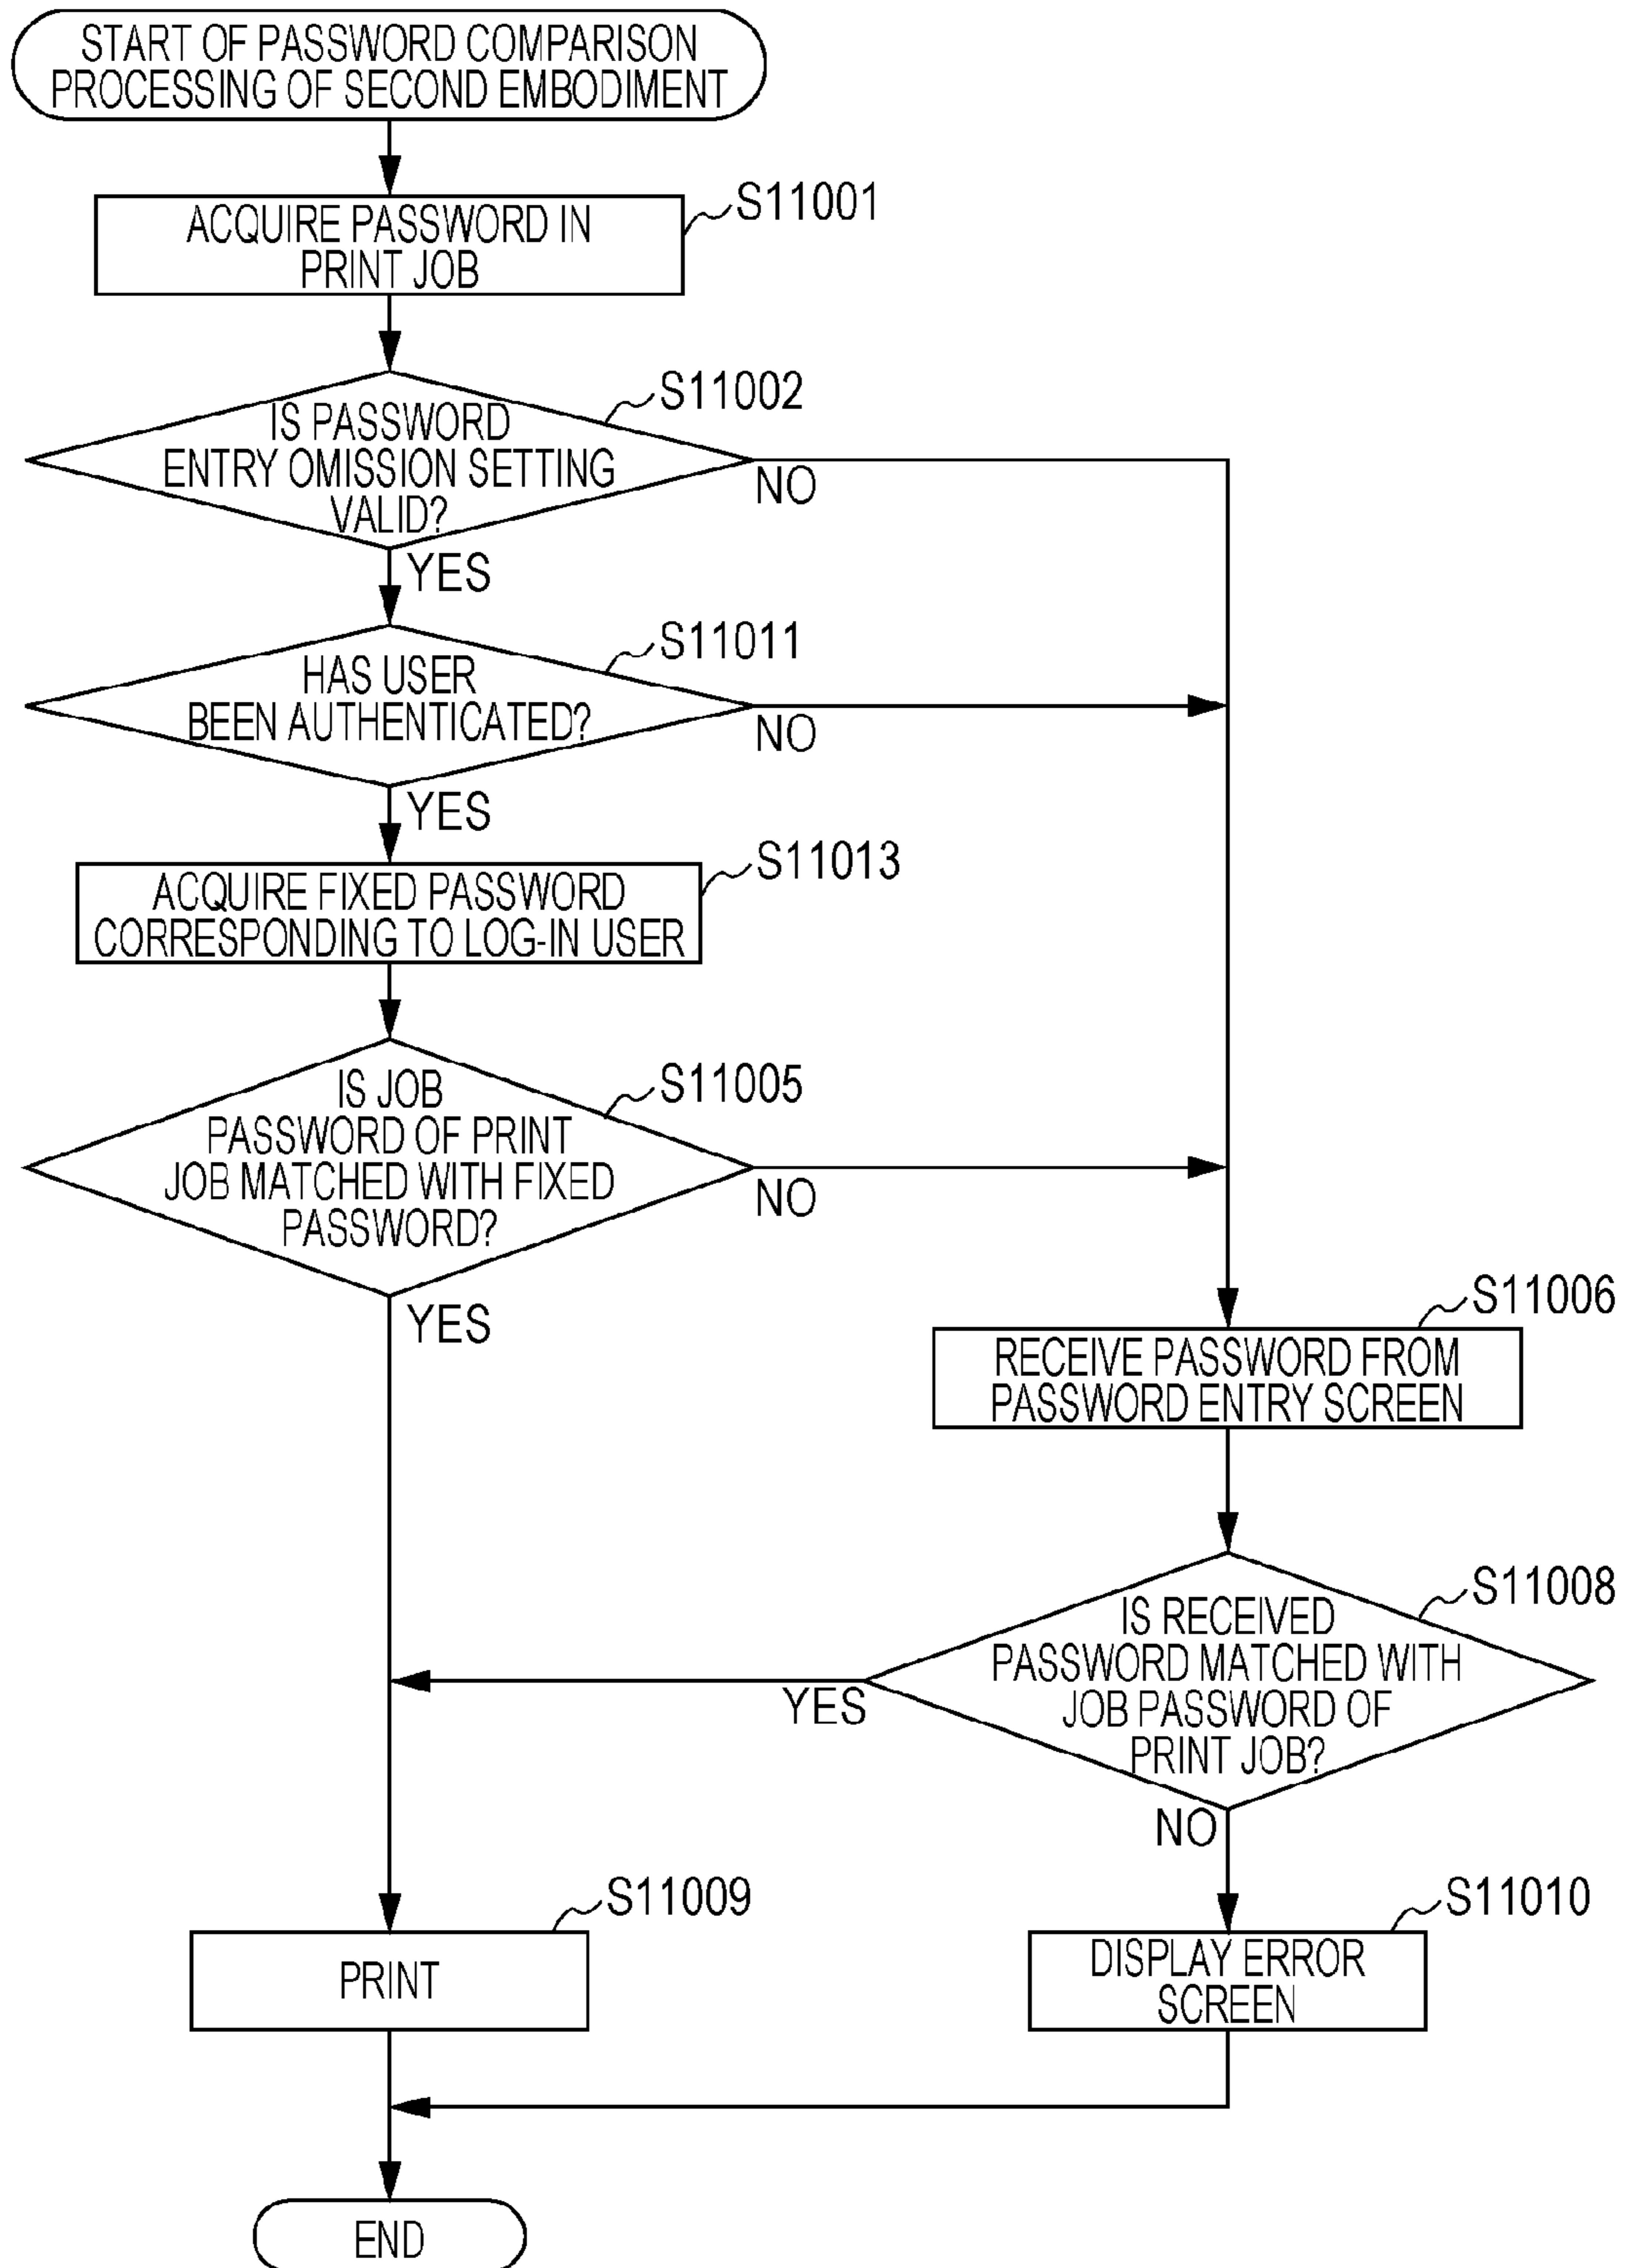 START OF PASSWORD COMPARISON
PROCESSING OF SECOND EMBODIMENT
S11001
ACQUIRE PASSWORD IN
PRINT JOB
S11002
IS PASSWORD
ENTRY OMISSION SETTING
VALID?
NO
YES
S11011
HAS USER
BEEN AUTHENTICATED?
NO
YES
S11013
ACQUIRE FIXED PASSWORD
CORRESPONDING TO LOG-IN USER
S11005
IS JOB
PASSWORD OF PRINT
JOB MATCHED WITH FIXED
PASSWORD?
NO
YES
S11006
RECEIVE PASSWORD FROM
PASSWORD ENTRY SCREEN
S11008
IS RECEIVED
PASSWORD MATCHED WITH
JOB PASSWORD OF
PRINT JOB?
YES
NO
S11009
PRINT
S11010
DISPLAY ERROR
SCREEN
END